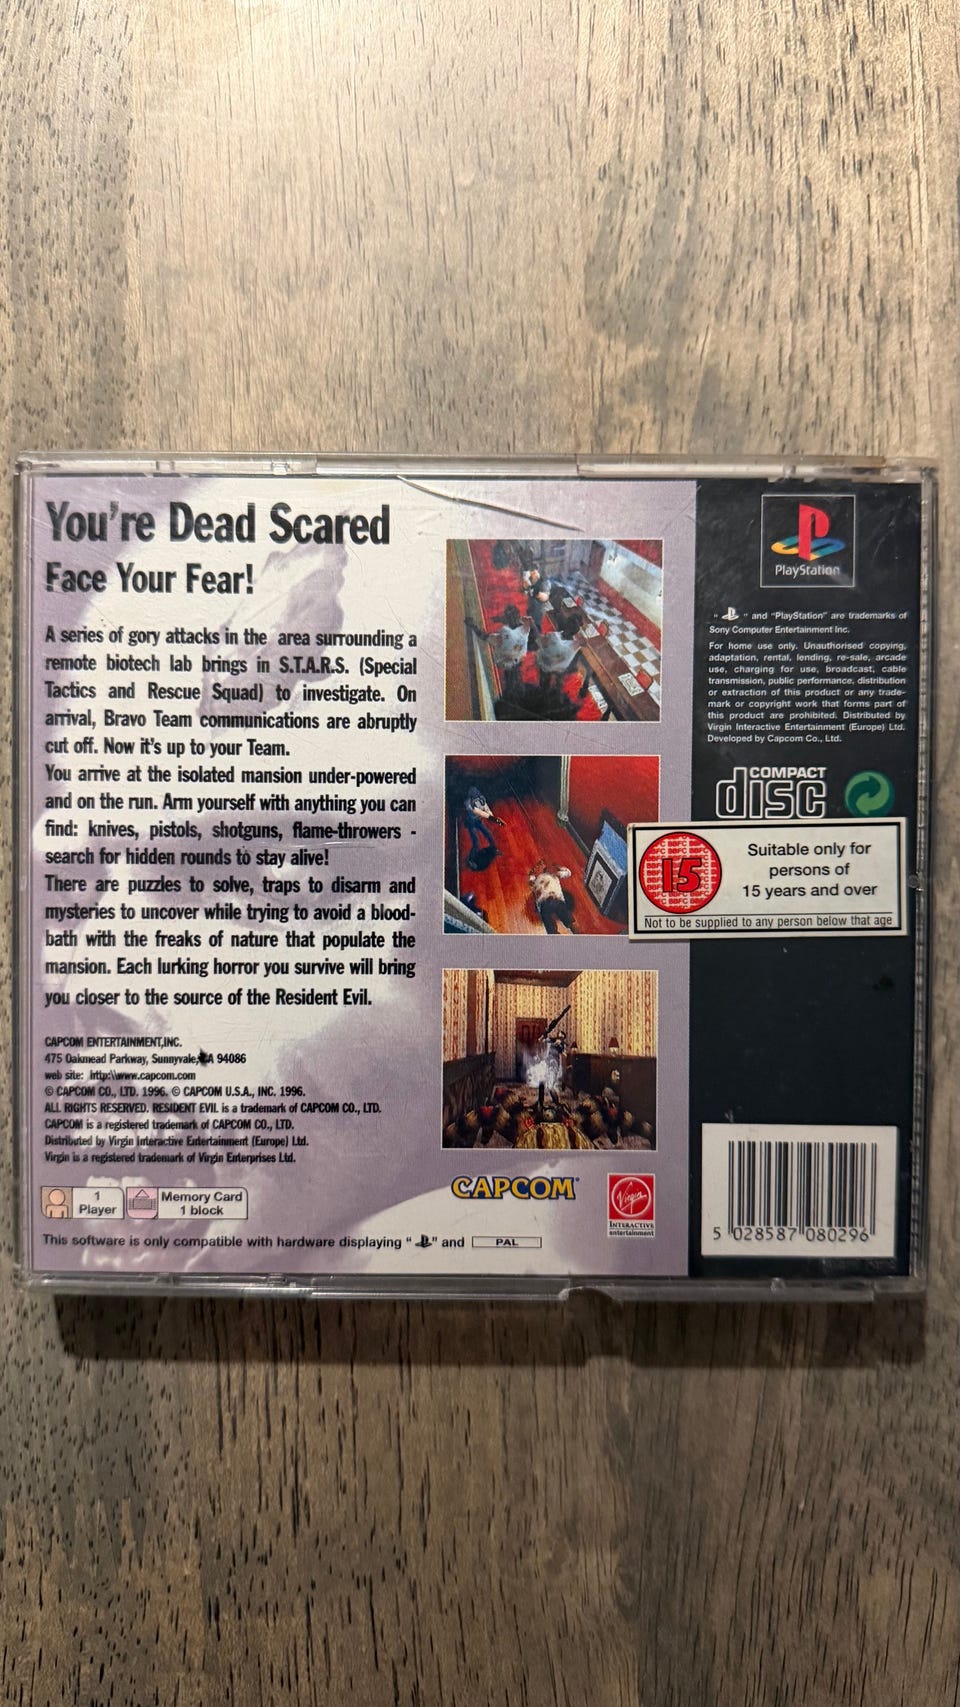 You're Dead Scared
Face Your Fear!
A series of gory attacks in the area surrounding a
remote biotech lab brings in S.T.A.R.S. (Special
Tactics and Rescue Squad) to investigate. On
arrival, Bravo Team communications are abruptly
cut off. Now it's up to your Team.
You arrive at the isolated mansion under-powered
and on the run. Arm yourself with anything you can
find: knives, pistols, shotguns, flame-throwers -
search for hidden rounds to stay alive!
There are puzzles to solve, traps to disarm and
mysteries to uncover while trying to avoid a blood-
bath with the freaks of nature that populate the
mansion. Each lurking horror you survive will bring
you closer to the source of the Resident Evil.
CAPCOM ENTERTAINMENT,INC.
475 Oakmead Parkway, Sunnyvale, CA 94086
web site: http:\\www.capcom.com
© CAPCOM CO., LTD. 1996. © CAPCOM U.S.A., INC. 1996.
ALL RIGHTS RESERVED. RESIDENT EVIL is a trademark of CAPCOM CO., LTD.
CAPCOM is a registered trademark of CAPCOM CO., LTD.
Distributed by Virgin Interactive Entertainment (Europe) Ltd.
Virgin is a registered trademark of Virgin Enterprises Ltd.
1
Player
Memory Card
1 block
This software is only compatible with hardware displaying " " and PAL
CAPCOM
Virgin
INTERACTIVE
entertainment
PlayStation
" " and "PlayStation" are trademarks of
Sony Computer Entertainment Inc.
For home use only. Unauthorised copying,
adaptation, rental, lending, re-sale, arcade
use, charging for use, broadcast, cable
transmission, public performance, distribution
or extraction of this product or any trade-
mark or copyright work that forms part of
this product are prohibited. Distributed by
Virgin Interactive Entertainment (Europe) Ltd.
Developed by Capcom Co., Ltd.
COMPACT
disc
15
Suitable only for
persons of
15 years and over
Not to be supplied to any person below that age
5 028587 080296